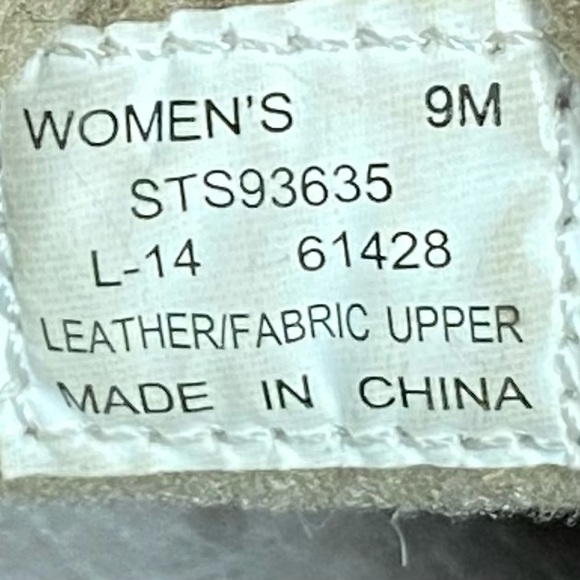 WOMEN'S 9M
STS93635
L-14 61428
LEATHER/FABRIC UPPER
MADE IN CHINA